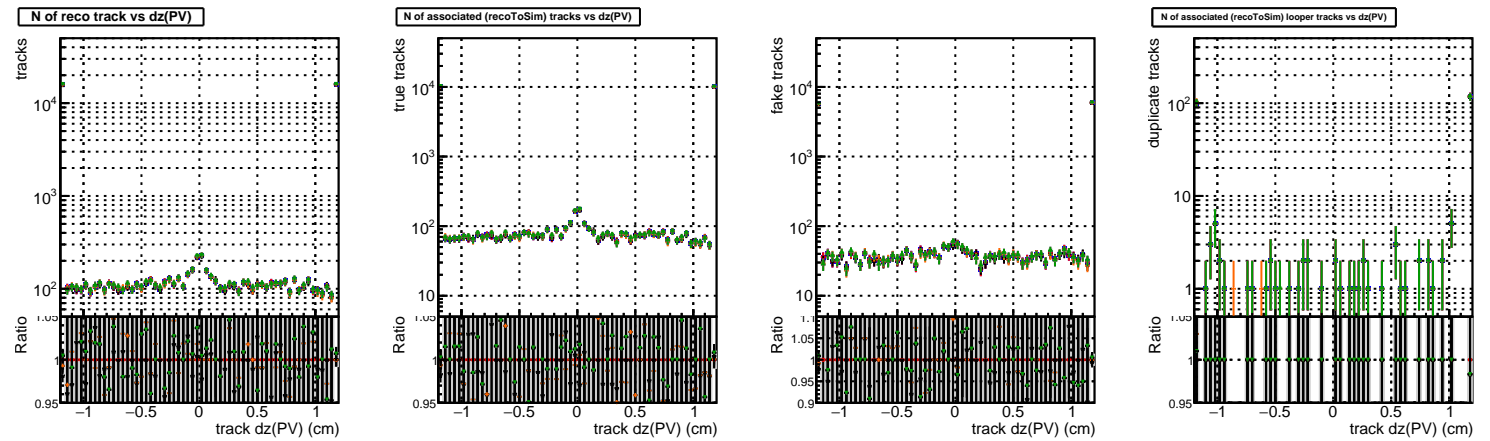 N of reco track vs dz(PV)
tracks
10^4
10^3
10^2
Ratio
1.05
1
0.95
−1 −0.5 0 0.5 1
track dz(PV) (cm)
N of associated (recoToSim) tracks vs dz(PV)
true tracks
10^4
10^3
10^2
10
Ratio
1.05
1
0.95
−1 −0.5 0 0.5 1
track dz(PV) (cm)
fake tracks
10^4
10^3
10^2
10
Ratio
1.1
1.05
1
0.95
0.9
−1 −0.5 0 0.5 1
track dz(PV) (cm)
N of associated (recoToSim) looper tracks vs dz(PV)
duplicate tracks
10^2
10
1
Ratio
1.05
1
0.95
−1 −0.5 0 0.5 1
track dz(PV) (cm)